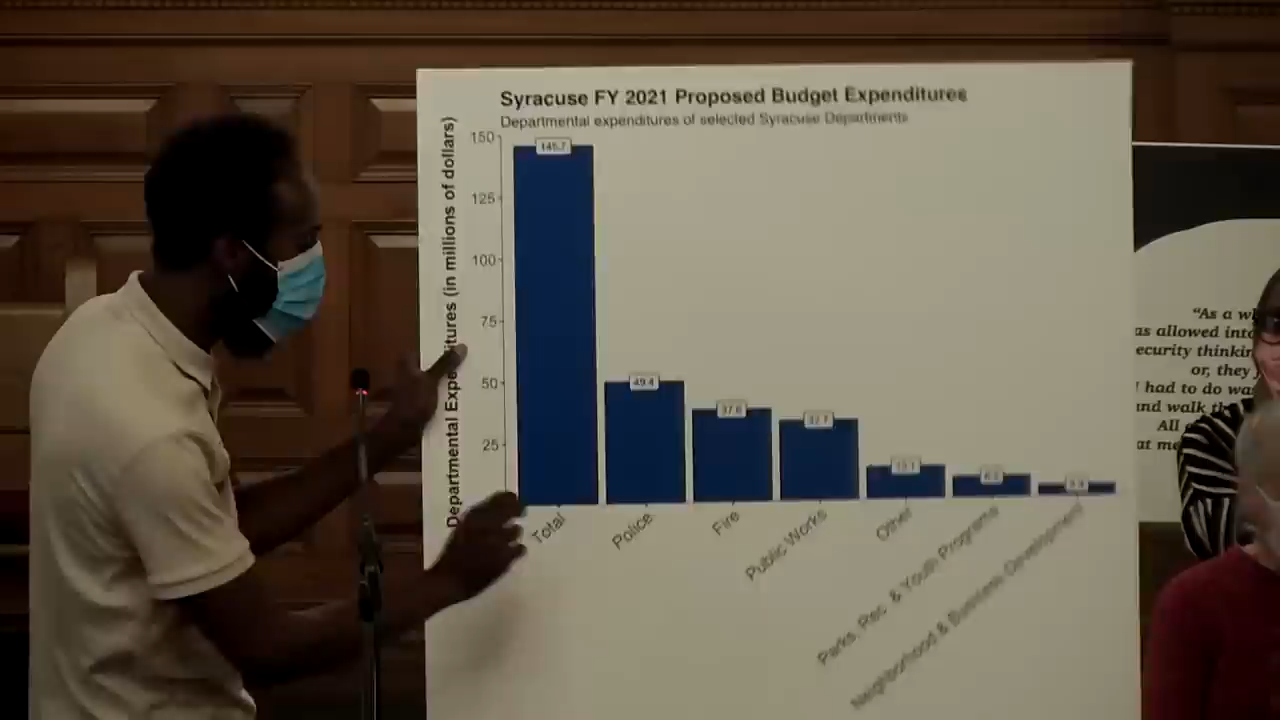 Syracuse FY 2021 Proposed Budget Expenditures
Departmental expenditures of selected Syracuse Departments
Departmental Expenditures (in millions of dollars)
150
125
100
75
50
25
145.7
49.4
37.6
Total
Police
Fire
Public Works
Other
Parks, Rec. & Youth Programs
Neighborhood & Business Development
“As a w
as allowed into
ecurity thinkin
or, they
had to do was
and walk th
All
at me